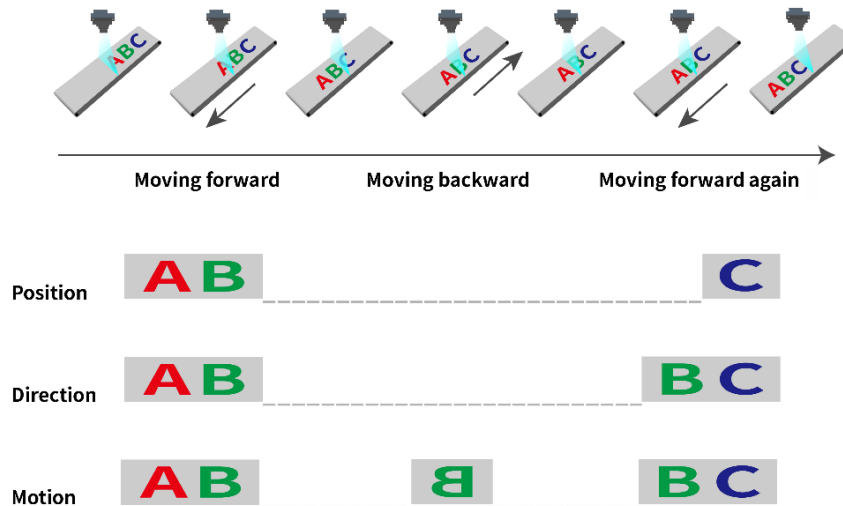 ABC ABC ABC ABC ABC ABC ABC
Moving forward Moving backward Moving forward again
Position AB C
Direction AB BC
Motion AB B BC